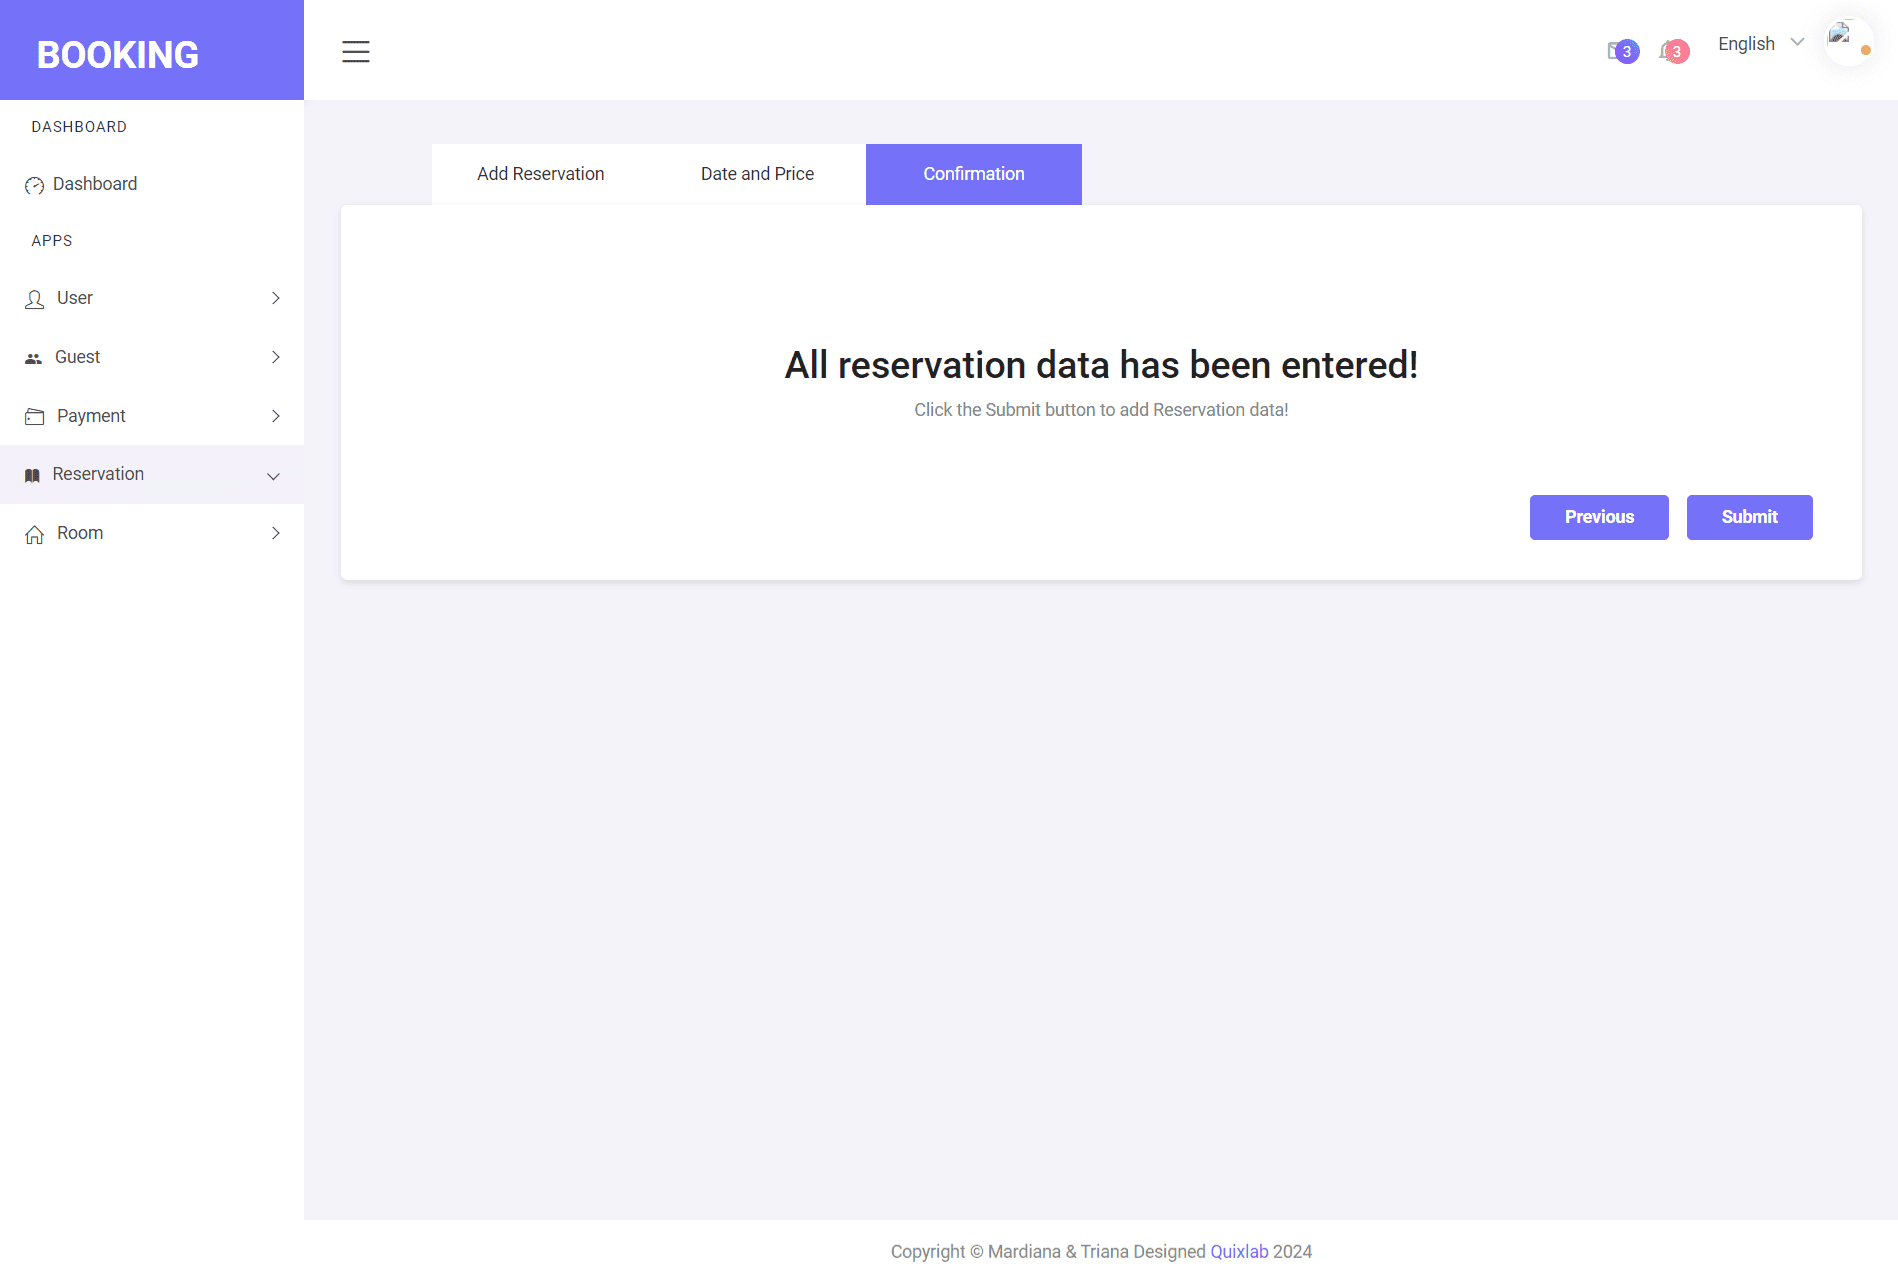 BOOKING
3
3
English
DASHBOARD
Dashboard
APPS
User
Guest
Payment
Reservation
Room
Add Reservation
Date and Price
Confirmation
All reservation data has been entered!
Click the Submit button to add Reservation data!
Previous
Submit
Copyright © Mardiana & Triana Designed Quixlab 2024